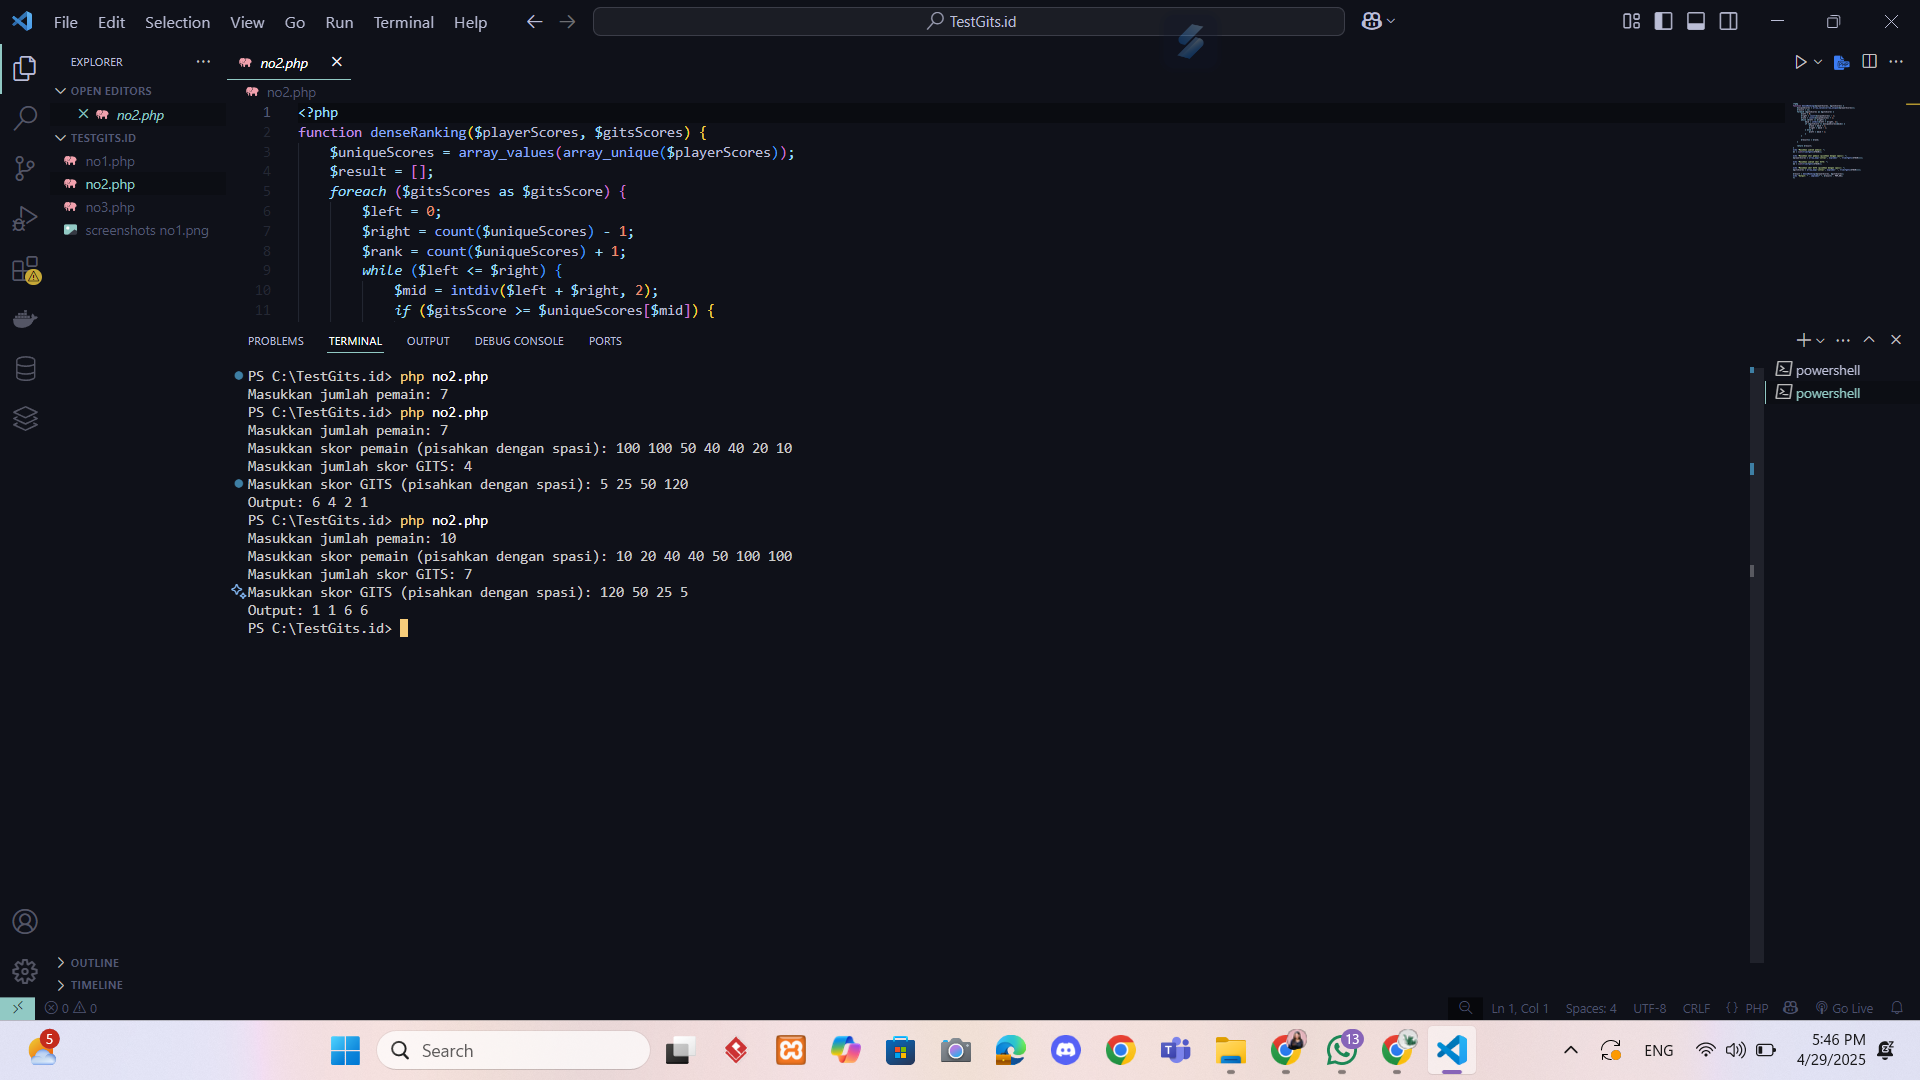 File Edit Selection View Go Run Terminal Help
TestGits.id
EXPLORER
OPEN EDITORS
no2.php
TESTGITS.ID
no1.php
no2.php
no3.php
screenshots no1.png
OUTLINE
TIMELINE
no2.php
no2.php
1 <?php
2 function denseRanking($playerScores, $gitsScores) {
3 $uniqueScores = array_values(array_unique($playerScores));
4 $result = [];
5 foreach ($gitsScores as $gitsScore) {
6 $left = 0;
7 $right = count($uniqueScores) - 1;
8 $rank = count($uniqueScores) + 1;
9 while ($left <= $right) {
10 $mid = intdiv($left + $right, 2);
11 if ($gitsScore >= $uniqueScores[$mid]) {
PROBLEMS TERMINAL OUTPUT DEBUG CONSOLE PORTS
PS C:\TestGits.id> php no2.php
Masukkan jumlah pemain: 7
PS C:\TestGits.id> php no2.php
Masukkan jumlah pemain: 7
Masukkan skor pemain (pisahkan dengan spasi): 100 100 50 40 40 20 10
Masukkan jumlah skor GITS: 4
Masukkan skor GITS (pisahkan dengan spasi): 5 25 50 120
Output: 6 4 2 1
PS C:\TestGits.id> php no2.php
Masukkan jumlah pemain: 10
Masukkan skor pemain (pisahkan dengan spasi): 10 20 40 40 50 100 100
Masukkan jumlah skor GITS: 7
Masukkan skor GITS (pisahkan dengan spasi): 120 50 25 5
Output: 1 1 6 6
PS C:\TestGits.id>
powershell
powershell
0 0
Ln 1, Col 1 Spaces: 4 UTF-8 CRLF { } PHP Go Live
5
Search
13
ENG
5:46 PM
4/29/2025